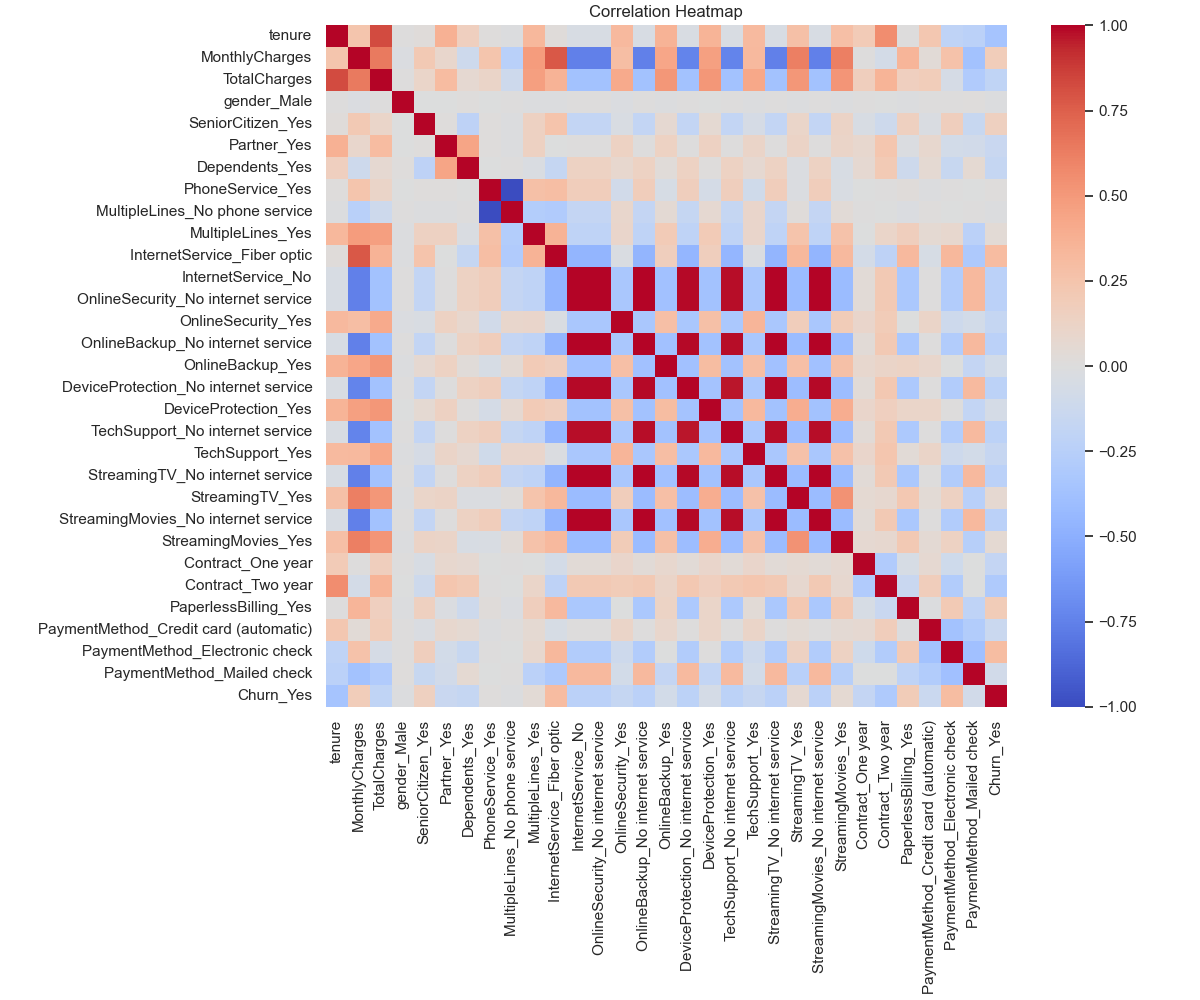 Correlation Heatmap
tenure
MonthlyCharges
TotalCharges
gender_Male
SeniorCitizen_Yes
Partner_Yes
Dependents_Yes
PhoneService_Yes
MultipleLines_No phone service
MultipleLines_Yes
InternetService_Fiber optic
InternetService_No
OnlineSecurity_No internet service
OnlineSecurity_Yes
OnlineBackup_No internet service
OnlineBackup_Yes
DeviceProtection_No internet service
DeviceProtection_Yes
TechSupport_No internet service
TechSupport_Yes
StreamingTV_No internet service
StreamingTV_Yes
StreamingMovies_No internet service
StreamingMovies_Yes
Contract_One year
Contract_Two year
PaperlessBilling_Yes
PaymentMethod_Credit card (automatic)
PaymentMethod_Electronic check
PaymentMethod_Mailed check
Churn_Yes
tenure
MonthlyCharges
TotalCharges
gender_Male
SeniorCitizen_Yes
Partner_Yes
Dependents_Yes
PhoneService_Yes
MultipleLines_No phone service
MultipleLines_Yes
InternetService_Fiber optic
InternetService_No
OnlineSecurity_No internet service
OnlineSecurity_Yes
OnlineBackup_No internet service
OnlineBackup_Yes
DeviceProtection_No internet service
DeviceProtection_Yes
TechSupport_No internet service
TechSupport_Yes
StreamingTV_No internet service
StreamingTV_Yes
StreamingMovies_No internet service
StreamingMovies_Yes
Contract_One year
Contract_Two year
PaperlessBilling_Yes
PaymentMethod_Credit card (automatic)
PaymentMethod_Electronic check
PaymentMethod_Mailed check
Churn_Yes
1.00
0.75
0.50
0.25
0.00
−0.25
−0.50
−0.75
−1.00